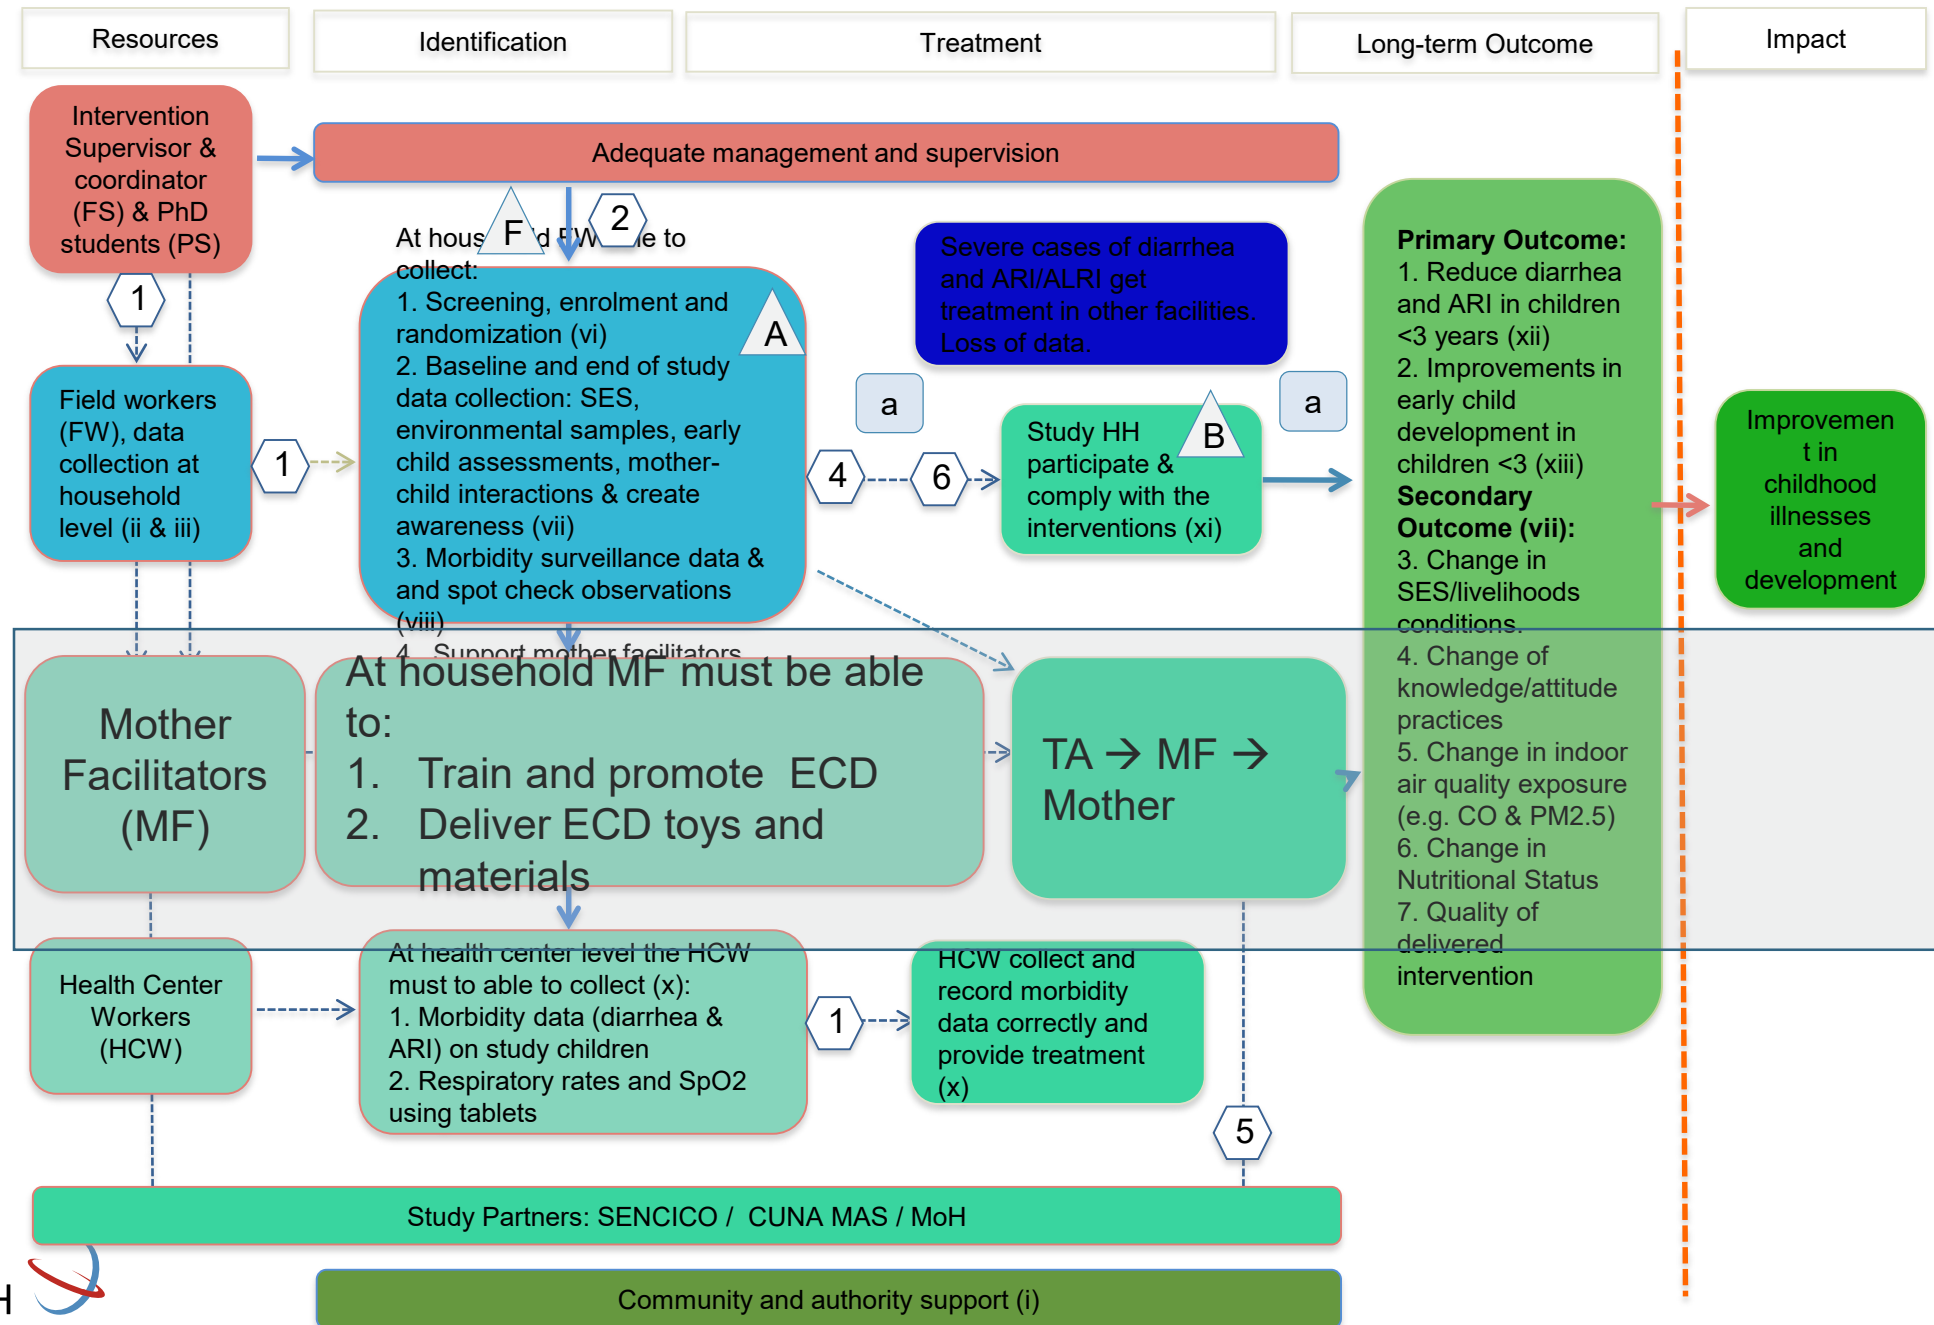 Resources
Identification
Treatment
Long-term Outcome
Impact
Intervention
Supervisor &
coordinator
(FS) & PhD
students (PS)
Adequate management and supervision
1
F
2
At
FW
to
collect:
1. Screening, enrolment and
randomization (vi)
2. Baseline and end of study
data collection: SES,
environmental samples, early
child assessments, mother-
child interactions & create
awareness (vii)
3. Morbidity surveillance data &
and spot check observations
(viii)
4. Support mother facilitators
A
Severe cases of diarrhea
and ARI/ALRI get
treatment in other facilities.
Loss of data.
Field workers
(FW), data
collection at
household
level (ii & iii)
1
4
6
a
Study HH
participate &
comply with the
interventions (xi)
B
a
Primary Outcome:
1. Reduce diarrhea
and ARI in children
<3 years (xii)
2. Improvements in
early child
development in
children <3 (xiii)
Secondary
Outcome (vii):
3. Change in
SES/livelihoods
conditions.
4. Change of
knowledge/attitude
practices
5. Change in indoor
air quality exposure
(e.g. CO & PM2.5)
6. Change in
Nutritional Status
7. Quality of
delivered
intervention
Improvemen
t in
childhood
illnesses
and
development
Mother
Facilitators
(MF)
At household MF must be able
to:
1. Train and promote ECD
2. Deliver ECD toys and
materials
TA → MF →
Mother
Health Center
Workers
(HCW)
At health center level the HCW
must to able to collect (x):
1. Morbidity data (diarrhea &
ARI) on study children
2. Respiratory rates and SpO2
using tablets
1
HCW collect and
record morbidity
data correctly and
provide treatment
(x)
5
Study Partners: SENCICO / CUNA MAS / MoH
Community and authority support (i)
H